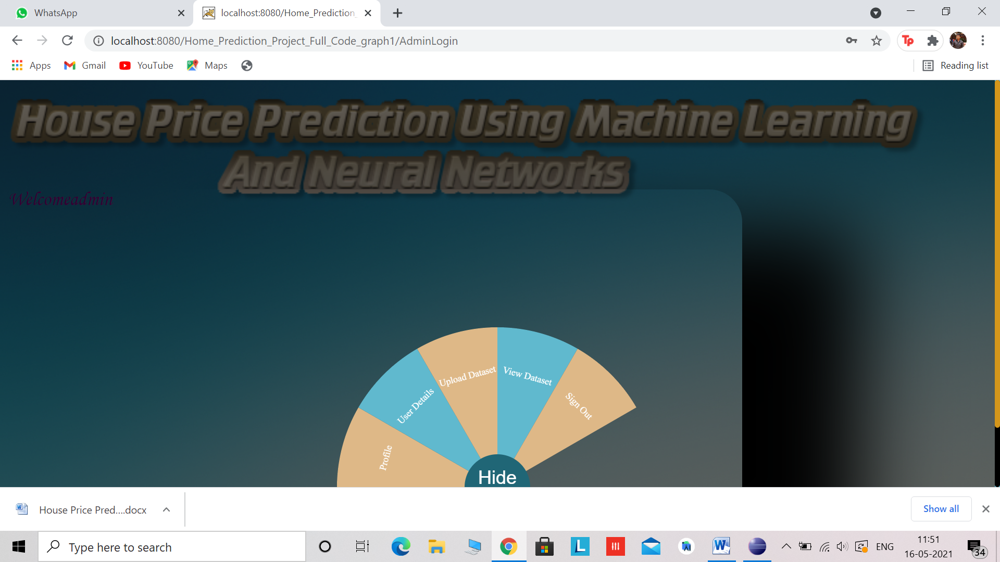 WhatsApp
localhost:8080/Home_Prediction_
localhost:8080/Home_Prediction_Project_Full_Code_graph1/AdminLogin
Tp
Apps
Gmail
YouTube
Maps
Reading list
House Price Prediction Using Machine Learning
And Neural Networks
Welcomeadmin
Profile
User Details
Upload Dataset
View Dataset
Sign Out
Hide
House Price Pred....docx
Show all
Type here to search
L
W
ENG
11:51
16-05-2021
34